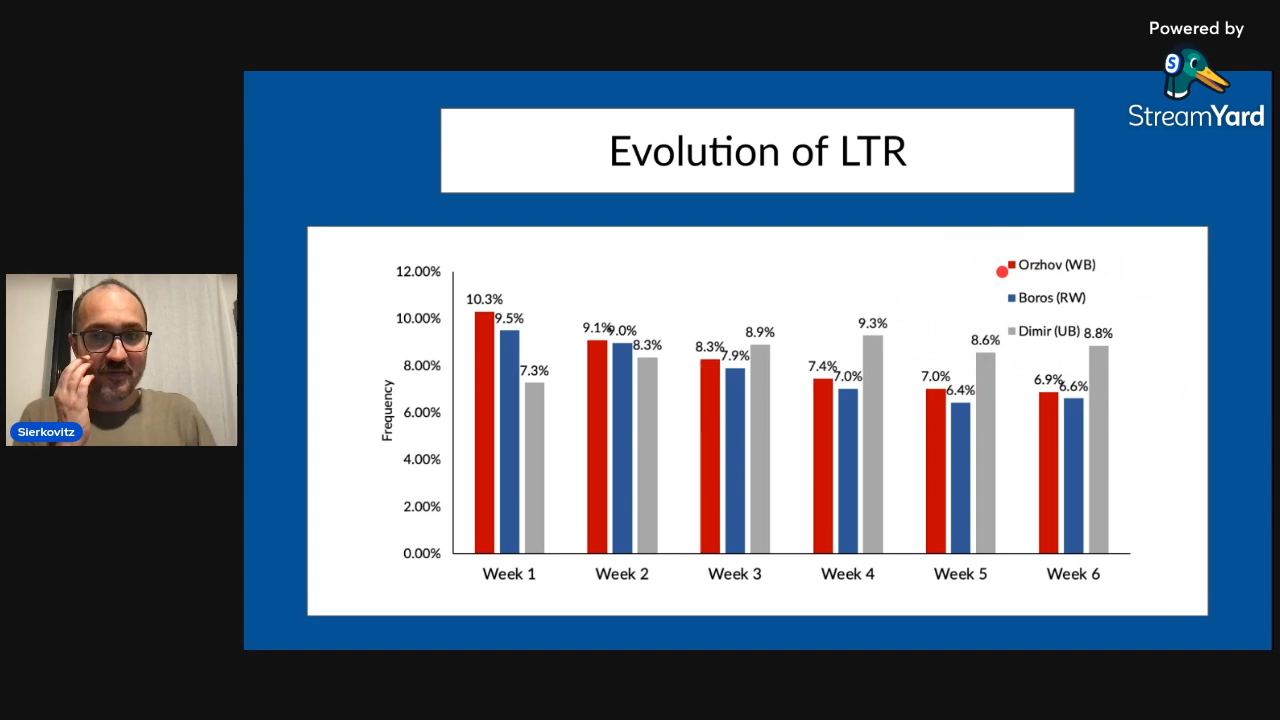 Powered by
StreamYard
Evolution of LTR
12.00%
10.00%
8.00%
6.00%
4.00%
2.00%
0.00%
Frequency
10.3%
9.5%
7.3%
9.1%
9.0%
8.3%
8.3%
7.9%
8.9%
7.4%
7.0%
9.3%
7.0%
6.4%
8.6%
6.9%
6.6%
8.8%
Orzhov (WB)
Boros (RW)
Dimir (UB)
Week 1
Week 2
Week 3
Week 4
Week 5
Week 6
Sierkovitz